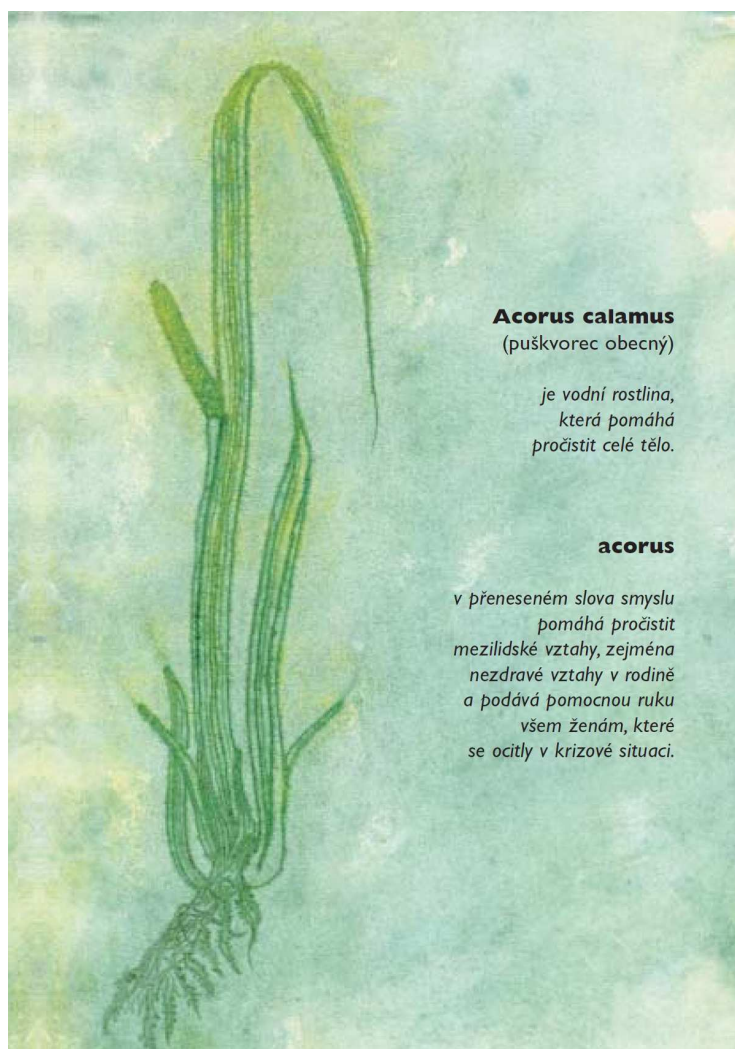 Acorus calamus
(puškvorec obecný)
je vodní rostlina,
která pomáhá
pročistit celé tělo.
acorus
v přeneseném slova smyslu
pomáhá pročistit
mezilidské vztahy, zejména
nezdravé vztahy v rodině
a podává pomocnou ruku
všem ženám, které
se ocitly v krizové situaci.